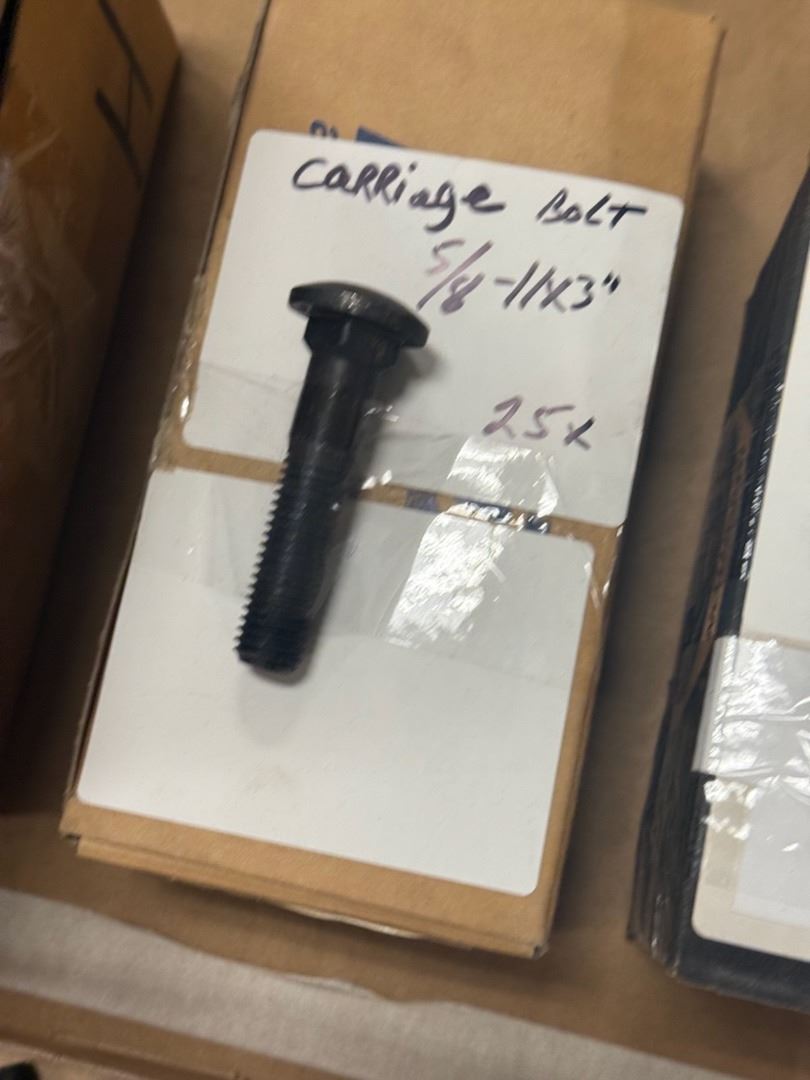 Carriage Bolt
5/8-11x3"
25x